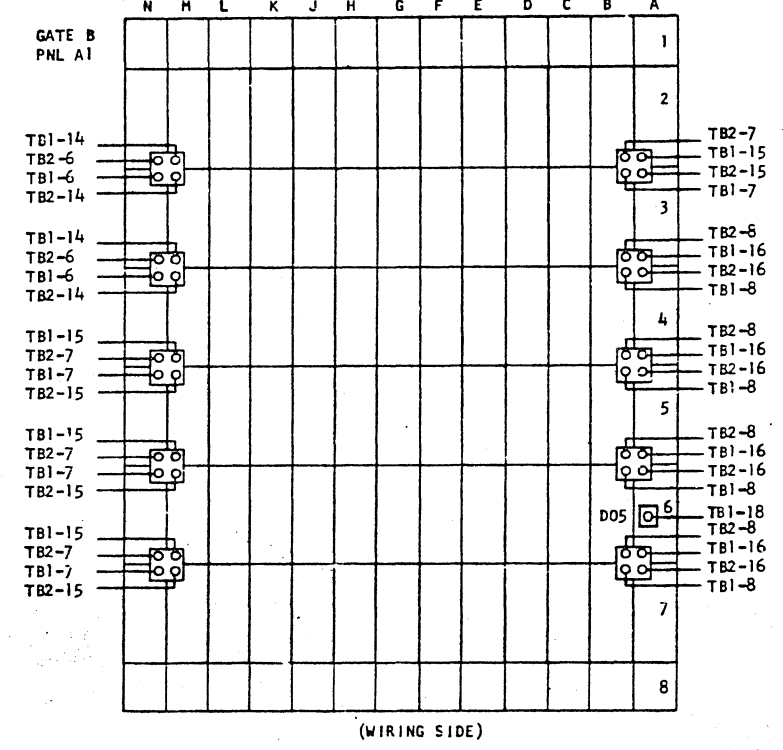 N M L K J H G F E D C B A
GATE B
PNL A1
1
2
TB1-14
TB2-6
TB1-6
TB2-14
TB2-7
TB1-15
TB2-15
TB1-7
3
TB1-14
TB2-6
TB1-6
TB2-14
TB2-8
TB1-16
TB2-16
TB1-8
4
TB1-15
TB2-7
TB1-7
TB2-15
TB2-8
TB1-16
TB2-16
TB1-8
5
TB1-15
TB2-7
TB1-7
TB2-15
TB2-8
TB1-16
TB2-16
TB1-8
D05 6 TB1-18
TB1-15
TB2-7
TB1-7
TB2-15
TB2-8
TB1-16
TB2-16
TB1-8
7
8
(WIRING SIDE)